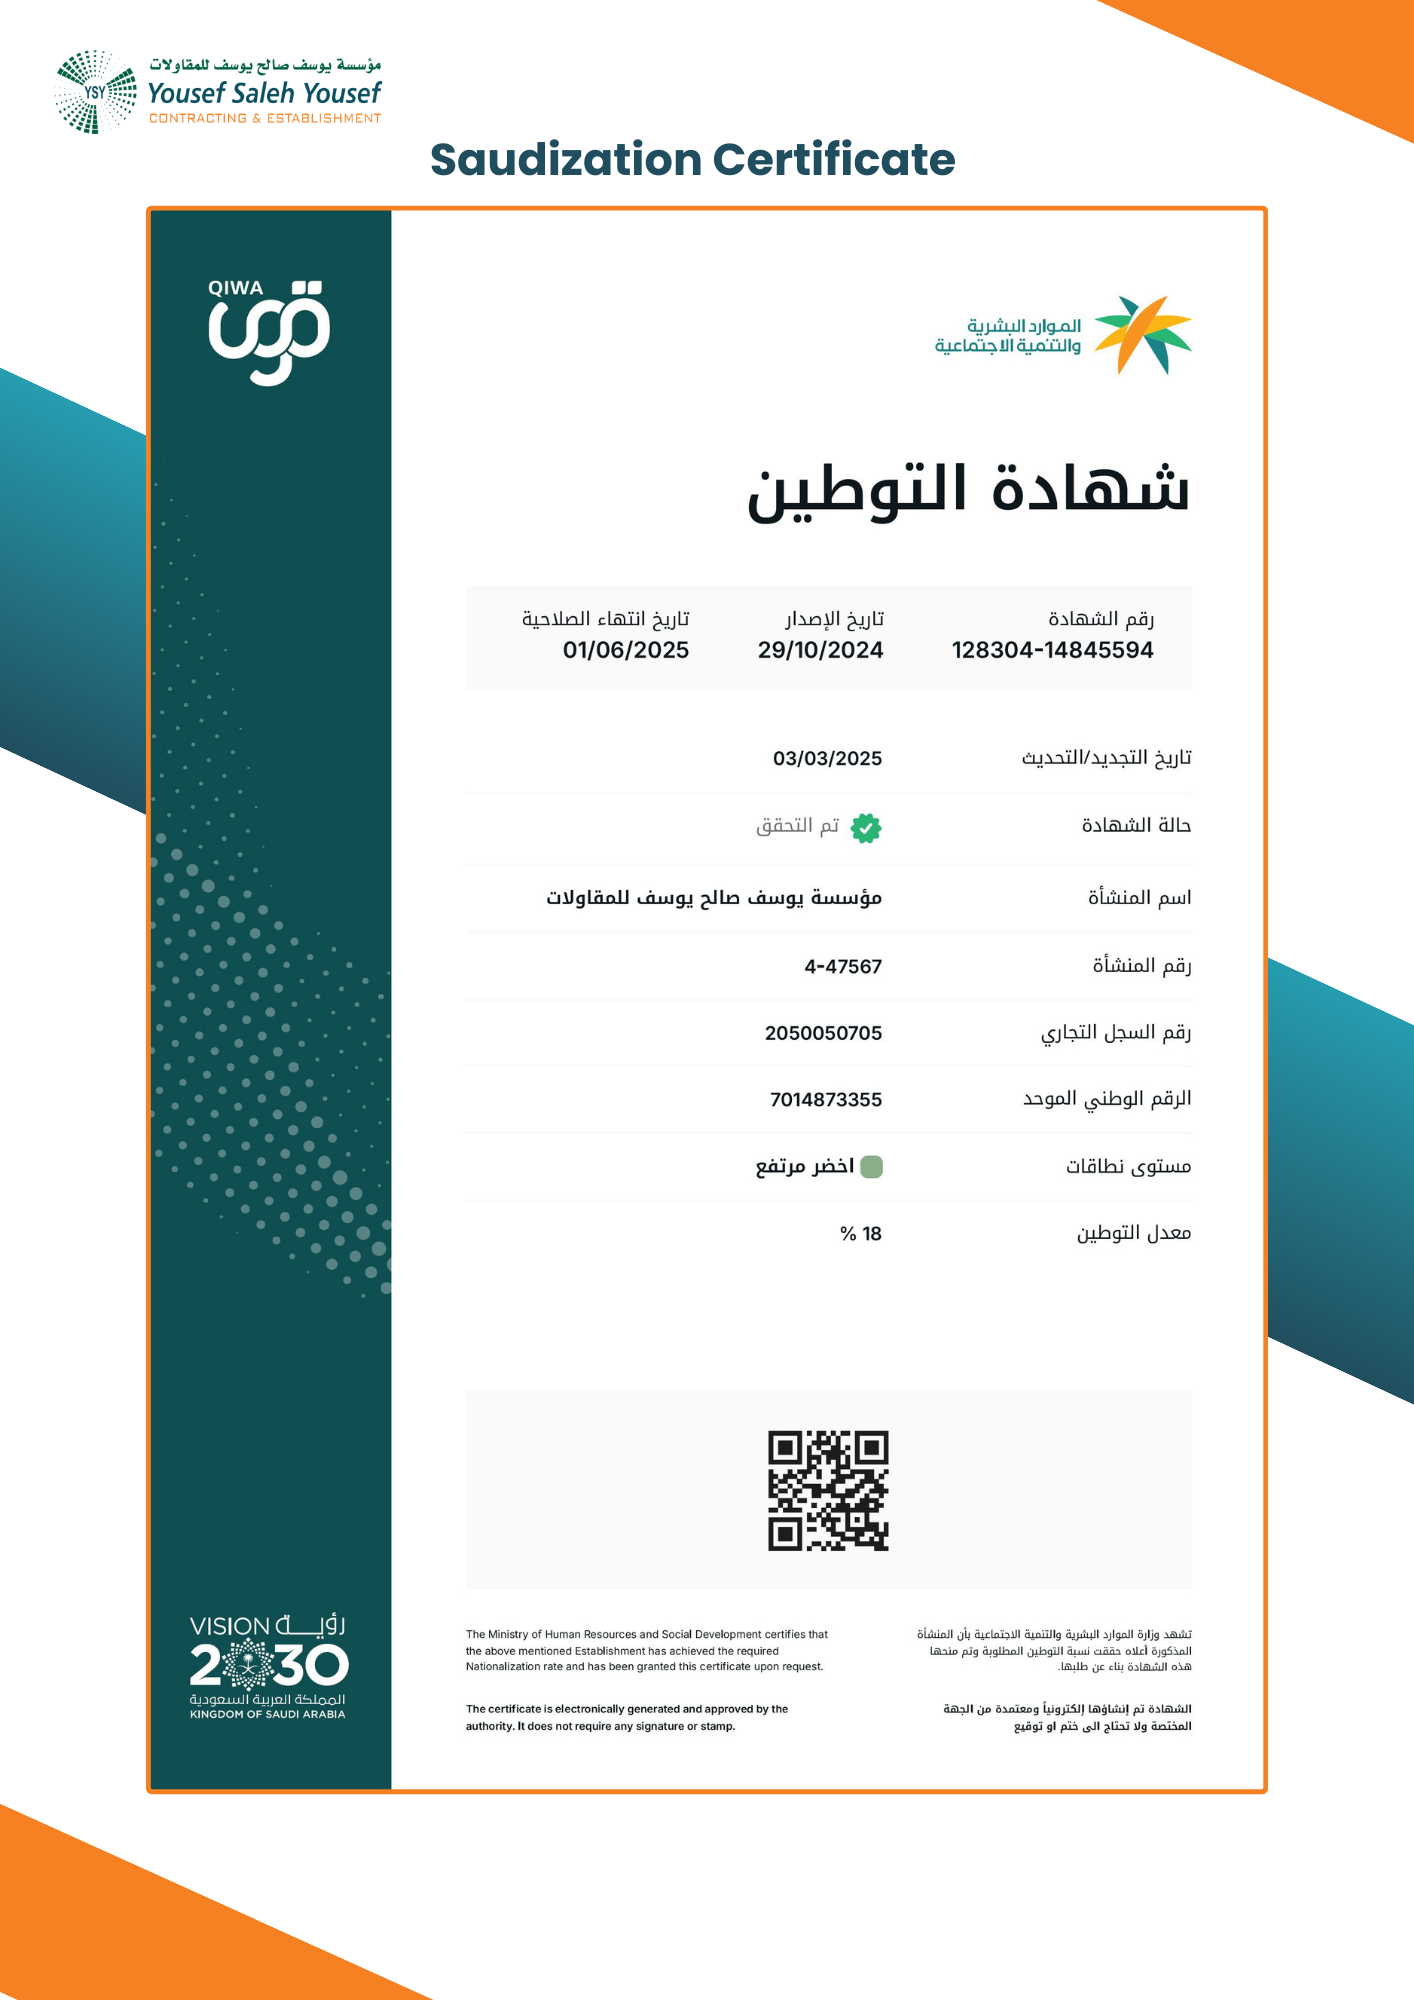 مؤسسة يوسف صالح يوسف للمقاولات
YSY
Yousef Saleh Yousef
CONTRACTING & ESTABLISHMENT
Saudization Certificate
QIWA
قوى
الموارد البشرية
والتنمية الاجتماعية
شهادة التوطين
رقم الشهادة تاريخ الإصدار تاريخ انتهاء الصلاحية
128304-14845594 29/10/2024 01/06/2025
تاريخ التجديد/التحديث 03/03/2025
حالة الشهادة تم التحقق
اسم المنشأة مؤسسة يوسف صالح يوسف للمقاولات
رقم المنشأة 4-47567
رقم السجل التجاري 2050050705
الرقم الوطني الموحد 7014873355
مستوى نطاقات اخضر مرتفع
معدل التوطين 18 %
تشهد وزارة الموارد البشرية والتنمية الاجتماعية بأن المنشأة
المذكورة أعلاه حققت نسبة التوطين المطلوبة وتم منحها
هذه الشهادة بناء عن طلبها.
الشهادة تم إنشاؤها إلكترونياً ومعتمدة من الجهة
المختصة ولا تحتاج الى ختم او توقيع
The Ministry of Human Resources and Social Development certifies that
the above mentioned Establishment has achieved the required
Nationalization rate and has been granted this certificate upon request.
The certificate is electronically generated and approved by the
authority. It does not require any signature or stamp.
VISION رؤيــة
2030
المملكة العربية السعودية
KINGDOM OF SAUDI ARABIA